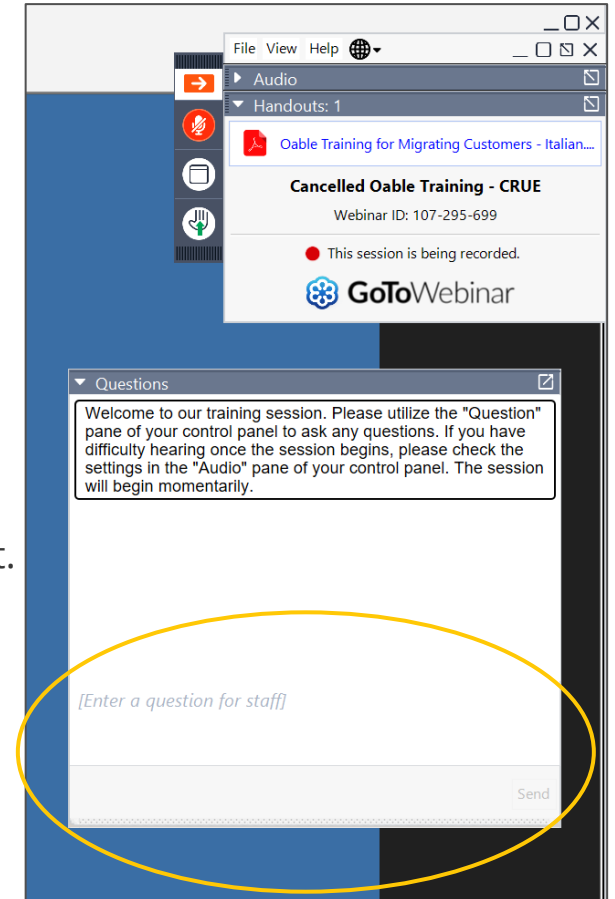 File View Help
Audio
Handouts: 1
Oable Training for Migrating Customers - Italian....
Cancelled Oable Training - CRUE
Webinar ID: 107-295-699
This session is being recorded.
GoToWebinar
Questions
Welcome to our training session. Please utilize the "Question"
pane of your control panel to ask any questions. If you have
difficulty hearing once the session begins, please check the
settings in the "Audio" pane of your control panel. The session
will begin momentarily.
t.
[Enter a question for staff]
Send